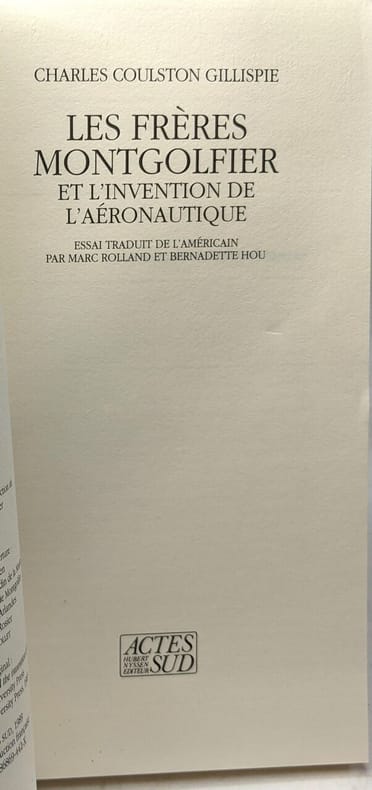 CHARLES COULSTON GILLISPIE
LES FRÈRES
MONTGOLFIER
ET L'INVENTION DE
L'AÉRONAUTIQUE
ESSAI TRADUIT DE L'AMÉRICAIN
PAR MARC ROLLAND ET BERNADETTE HOU
ACTES
HUBERT
NYSSEN
EDITEUR
SUD